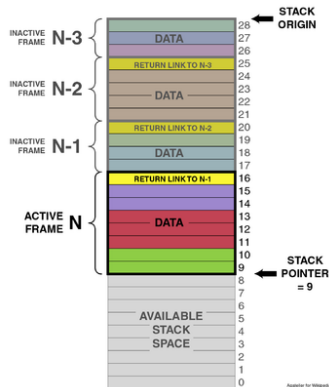 STACK
ORIGIN
INACTIVE
FRAME N-3
28
27
26
DATA
INACTIVE
FRAME N-2
25
24
23
22
21
RETURN LINK TO N-3
DATA
INACTIVE
FRAME N-1
20
19
18
17
RETURN LINK TO N-2
DATA
ACTIVE
FRAME N
16
15
14
13
12
11
10
9
RETURN LINK TO N-1
DATA
STACK
POINTER
= 9
8
7
6
5
4
3
2
1
0
AVAILABLE
STACK
SPACE